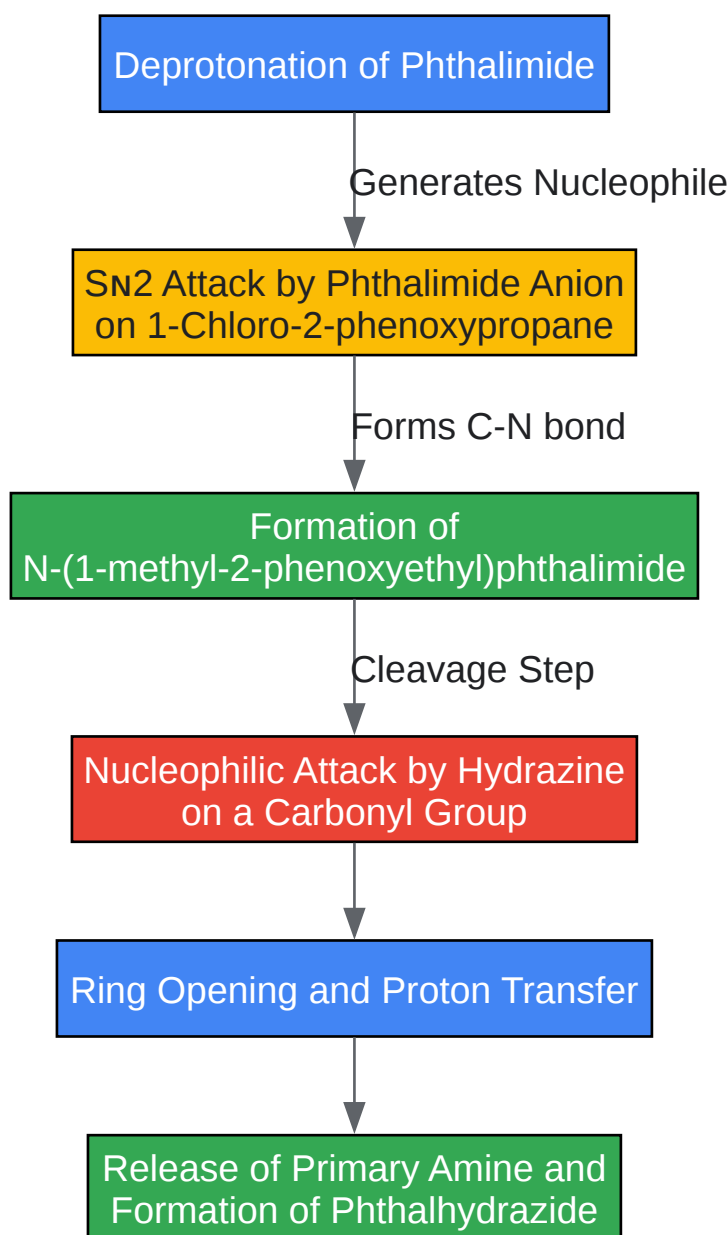 Deprotonation of Phthalimide
Generates Nucleophile
Sɴ2 Attack by Phthalimide Anion
on 1-Chloro-2-phenoxypropane
Forms C-N bond
Formation of
N-(1-methyl-2-phenoxyethyl)phthalimide
Cleavage Step
Nucleophilic Attack by Hydrazine
on a Carbonyl Group
Ring Opening and Proton Transfer
Release of Primary Amine and
Formation of Phthalhydrazide